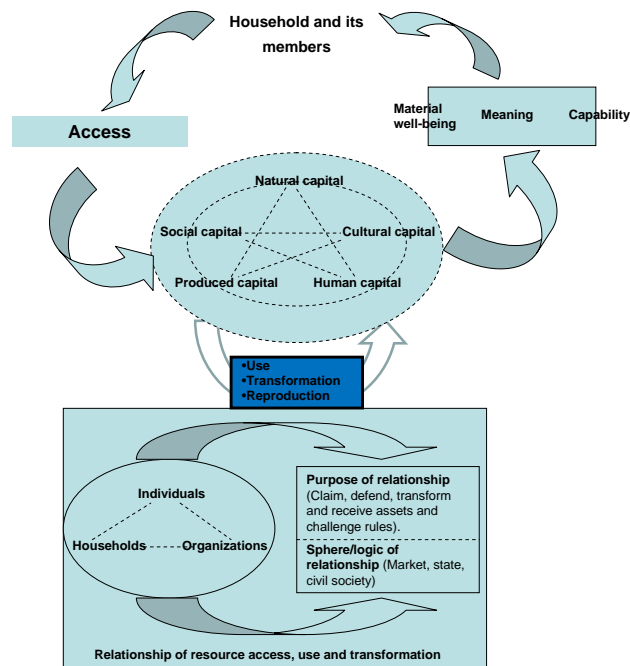 Household and its
members
Access
Material
well-being
Meaning
Capability
Natural capital
Social capital
Cultural capital
Produced capital
Human capital
•Use
•Transformation
•Reproduction
Individuals
Households
Organizations
Purpose of relationship
(Claim, defend, transform
and receive assets and
challenge rules).
Sphere/logic of
relationship (Market, state,
civil society)
Relationship of resource access, use and transformation